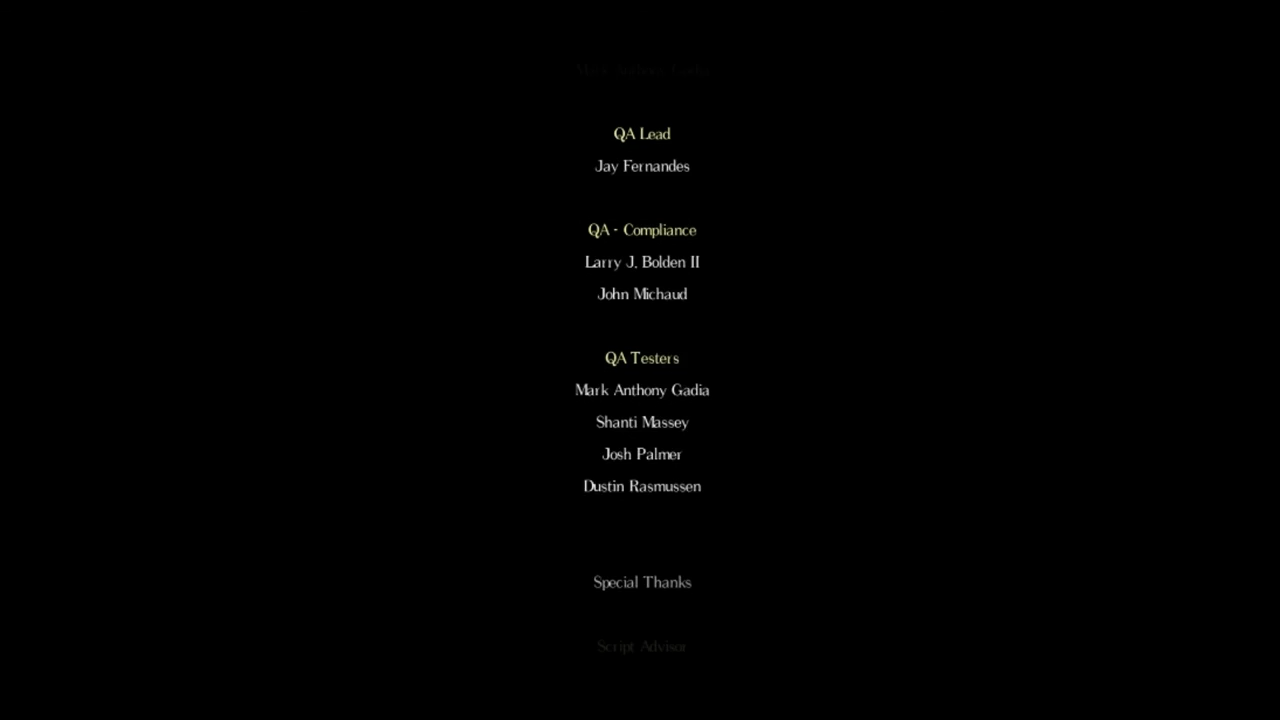 QA Lead
Jay Fernandes
QA - Compliance
Larry J. Bolden II
John Michaud
QA Testers
Mark Anthony Gadia
Shanti Massey
Josh Palmer
Dustin Rasmussen
Special Thanks
Script Advisor